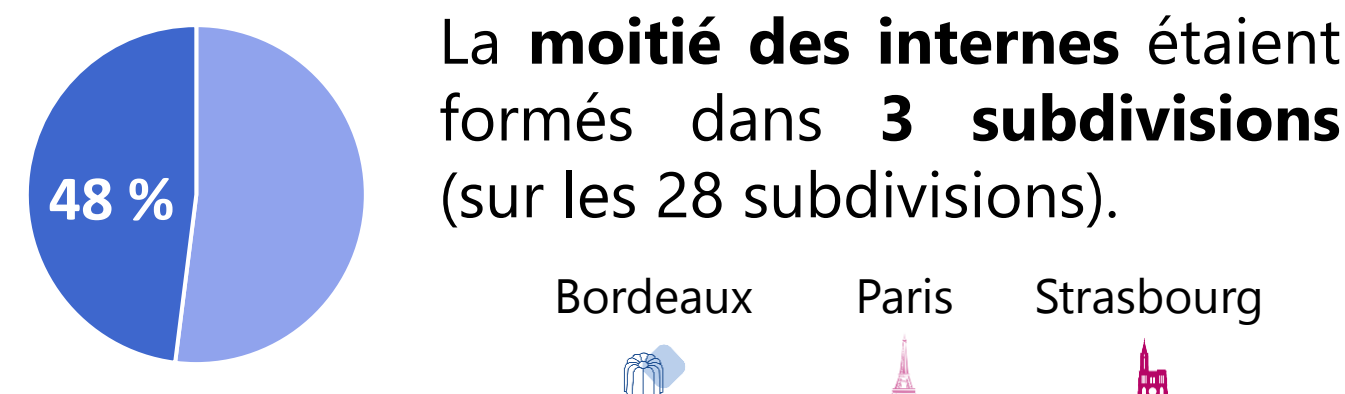 48 %
La moitié des internes étaient
formés dans 3 subdivisions
(sur les 28 subdivisions).
Bordeaux Paris Strasbourg